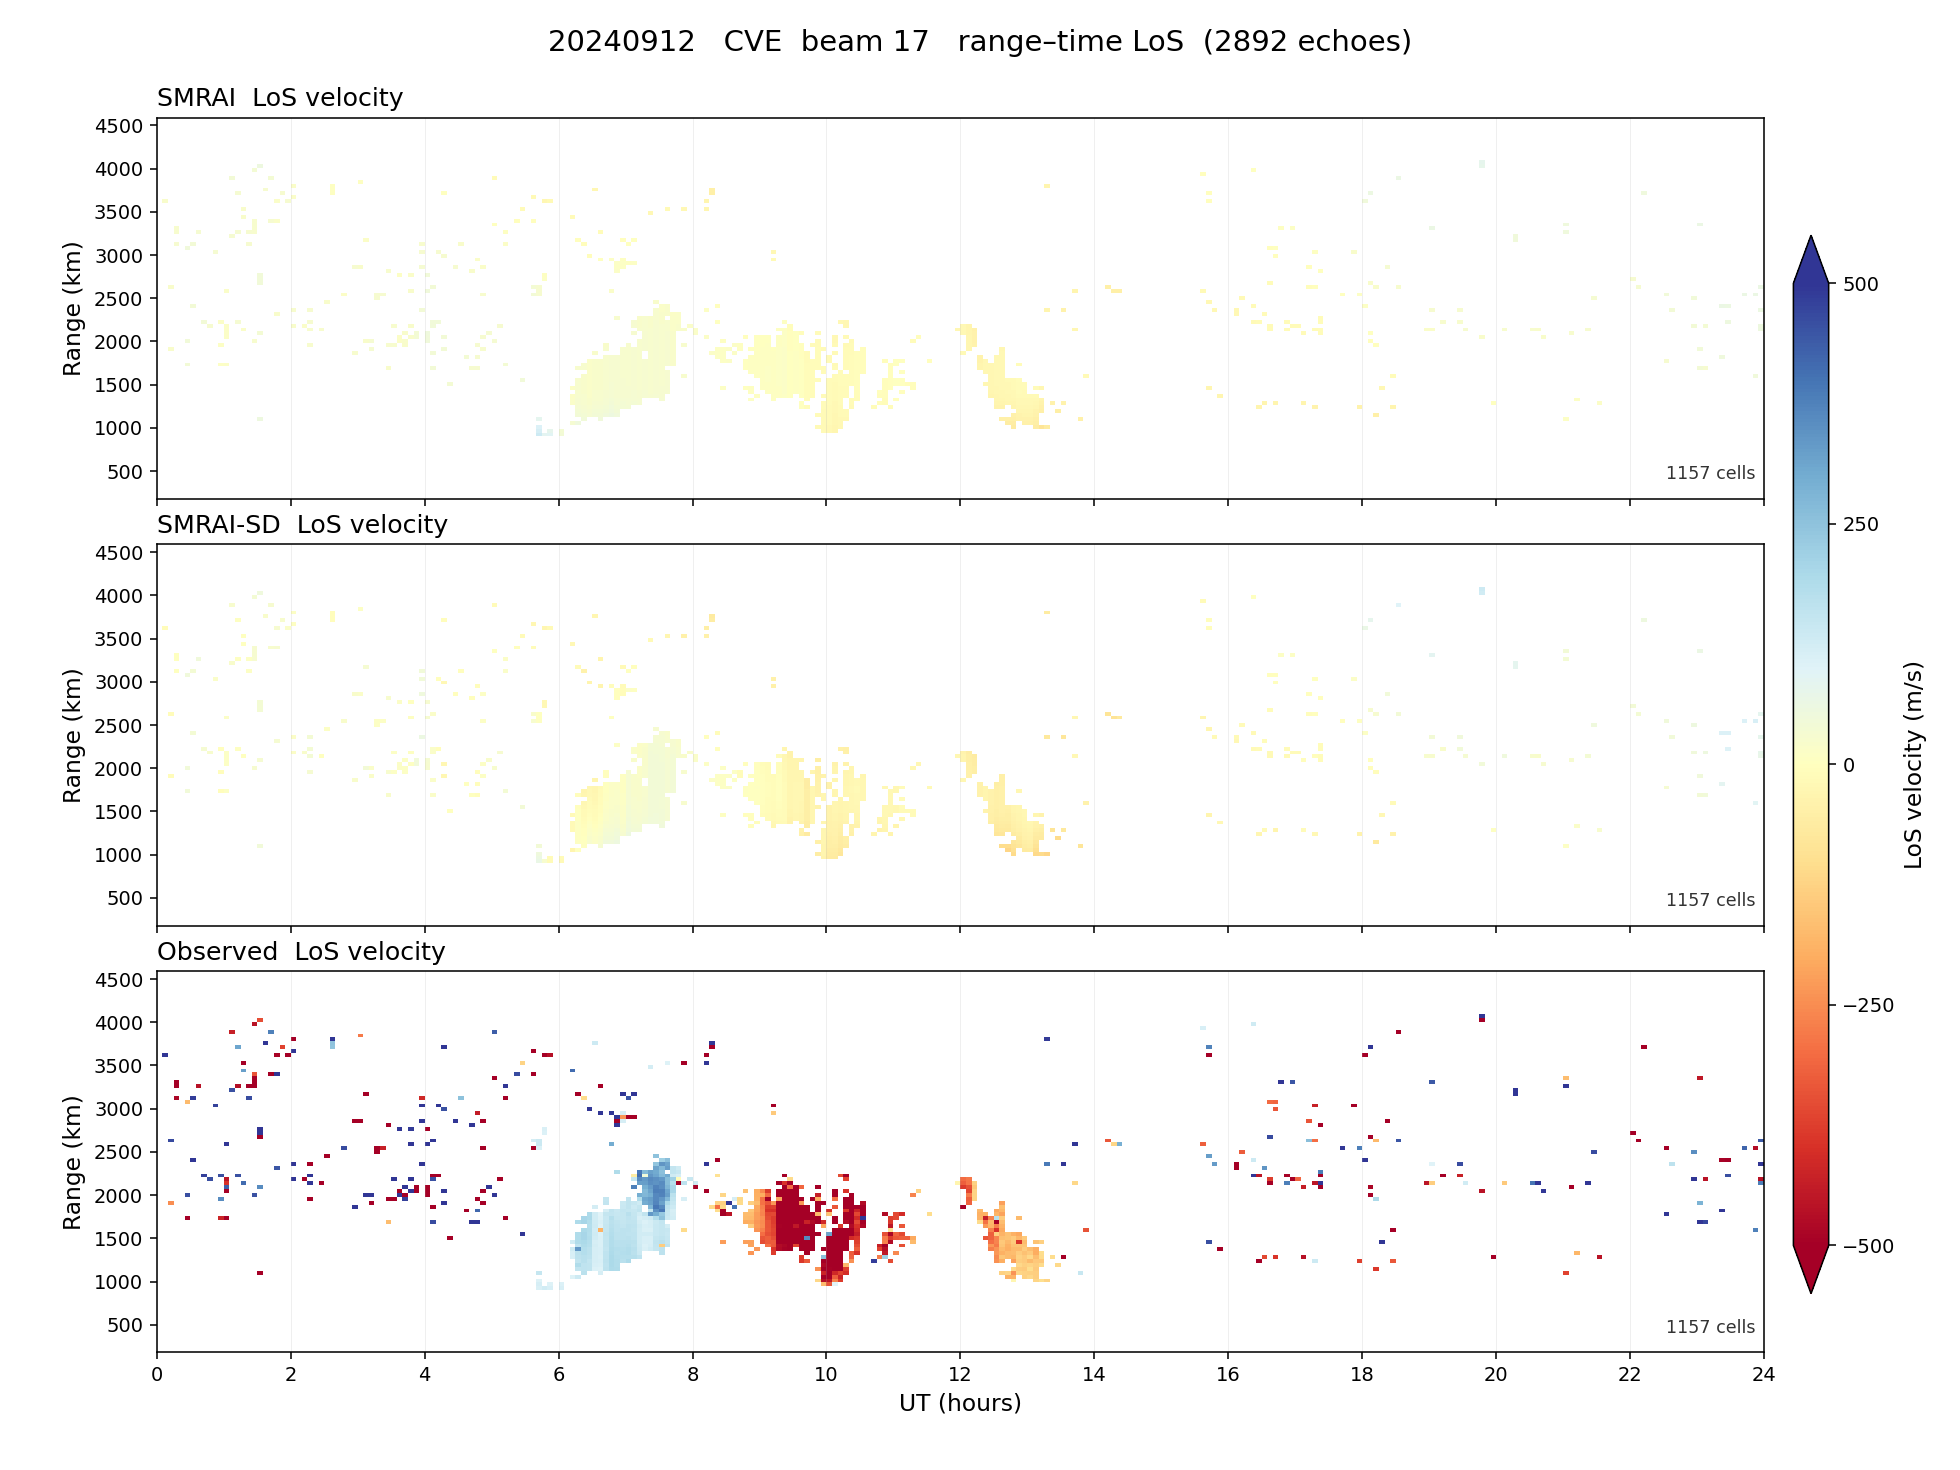 20240912   CVE  beam 17   range–time LoS  (2892 echoes)
SMRAI  LoS velocity
4500
4000
3500
3000
2500
2000
1500
1000
500
Range (km)
1157 cells
SMRAI-SD  LoS velocity
4500
4000
3500
3000
2500
2000
1500
1000
500
Range (km)
1157 cells
Observed  LoS velocity
4500
4000
3500
3000
2500
2000
1500
1000
500
Range (km)
1157 cells
0 2 4 6 8 10 12 14 16 18 20 22 24
UT (hours)
500
250
0
−250
−500
LoS velocity (m/s)